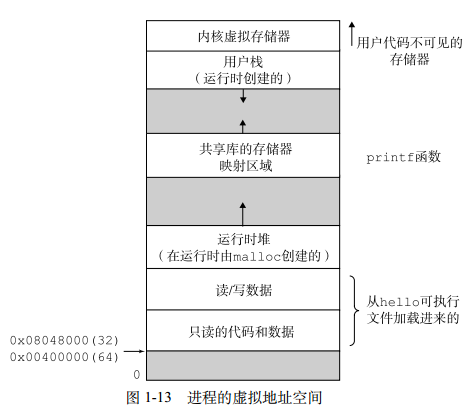 内核虚拟存储器
用户代码不可见的
存储器
用户栈
（运行时创建的）
共享库的存储器
映射区域
printf函数
运行时堆
（在运行时由malloc创建的）
读/写数据
从hello可执行
文件加载进来的
只读的代码和数据
0x08048000(32)
0x00400000(64)
0
图 1-13 进程的虚拟地址空间